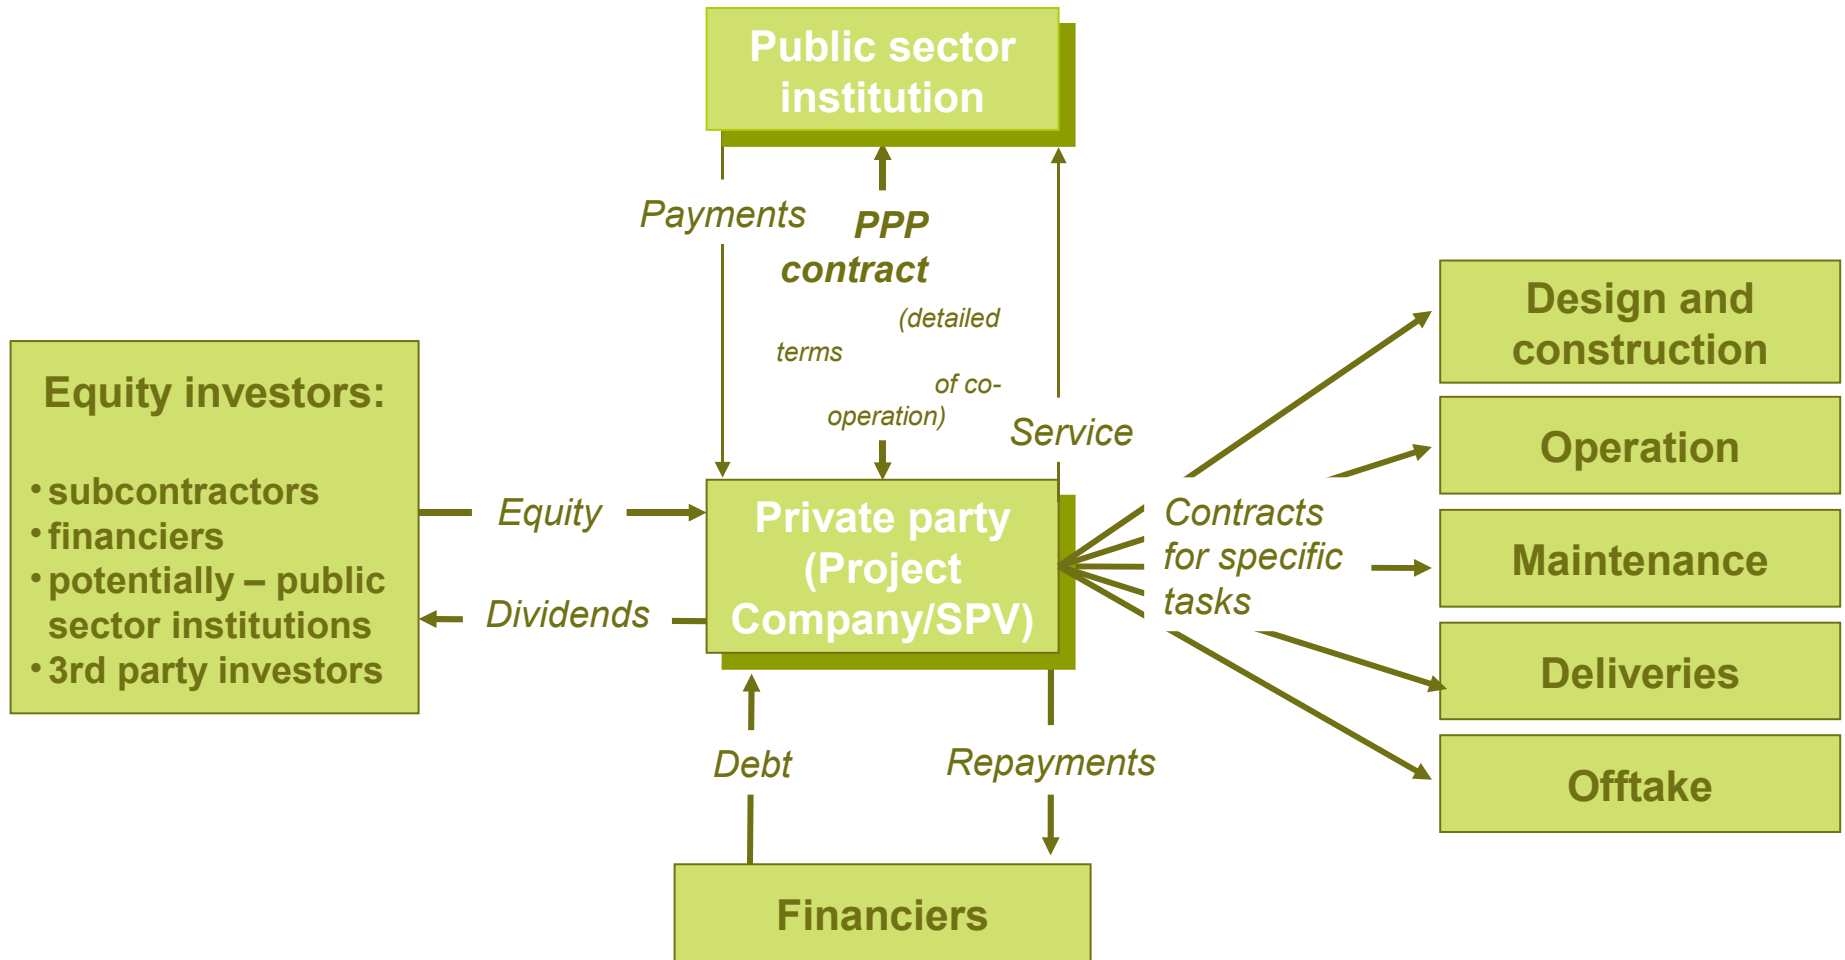 Public sector
institution
Payments
PPP
contract
(detailed
terms
of co-
operation)
Service
Equity investors:
• subcontractors
• financiers
• potentially – public
sector institutions
• 3rd party investors
Equity
Dividends
Private party
(Project
Company/SPV)
Contracts
for specific
tasks
Design and
construction
Operation
Maintenance
Deliveries
Offtake
Debt
Repayments
Financiers